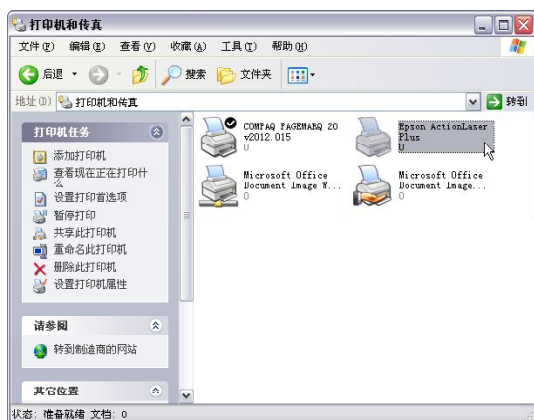 打印机和传真
文件(F) 编辑(E) 查看(V) 收藏(A) 工具(T) 帮助(H)
后退 搜索 文件夹
地址(D) 打印机和传真 转到
打印机任务
添加打印机
查看现在正在打印什
么
设置打印首选项
暂停打印
共享此打印机
重命名此打印机
删除此打印机
设置打印机属性
请参阅
转到制造商的网站
其它位置
COMPAQ PAGEMARQ 20
v2012.015
0
Epson ActionLaser
Plus
0
Microsoft Office
Document Image W...
0
Microsoft Office
Document Image...
0
状态: 准备就绪 文档: 0